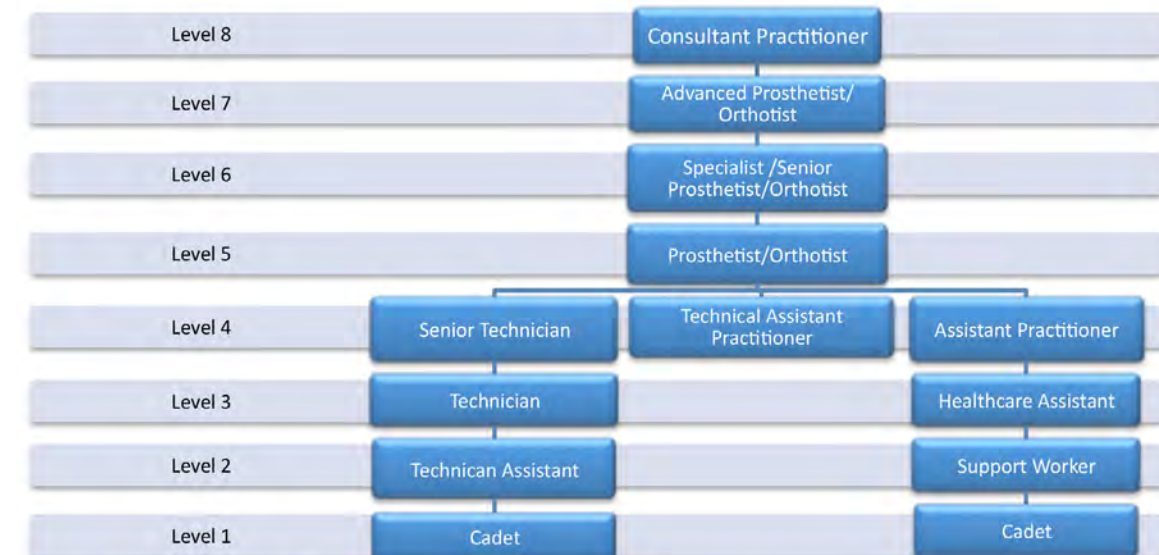 Level 8
Consultant Practitioner
Level 7
Advanced Prosthetist/
Orthotist
Level 6
Specialist /Senior
Prosthetist/Orthotist
Level 5
Prosthetist/Orthotist
Level 4
Senior Technician
Technical Assistant
Practitioner
Assistant Practitioner
Level 3
Technician
Healthcare Assistant
Level 2
Technican Assistant
Support Worker
Level 1
Cadet
Cadet